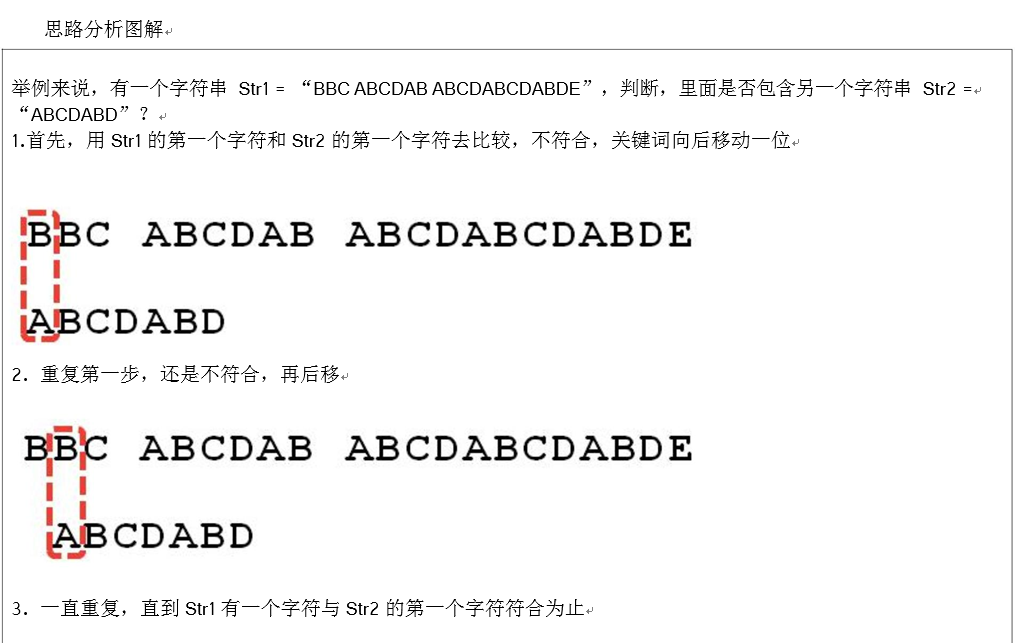 思路分析图解
举例来说，有一个字符串 Str1 = “BBC ABCDAB ABCDABCDABDE”，判断，里面是否包含另一个字符串 Str2 =
“ABCDABD”？
1.首先，用 Str1 的第一个字符和 Str2 的第一个字符去比较，不符合，关键词向后移动一位
BBC ABCDAB ABCDABCDABDE
ABCDABD
2. 重复第一步，还是不符合，再后移
BBC ABCDAB ABCDABCDABDE
ABCDABD
3. 一直重复，直到 Str1 有一个字符与 Str2 的第一个字符符合为止